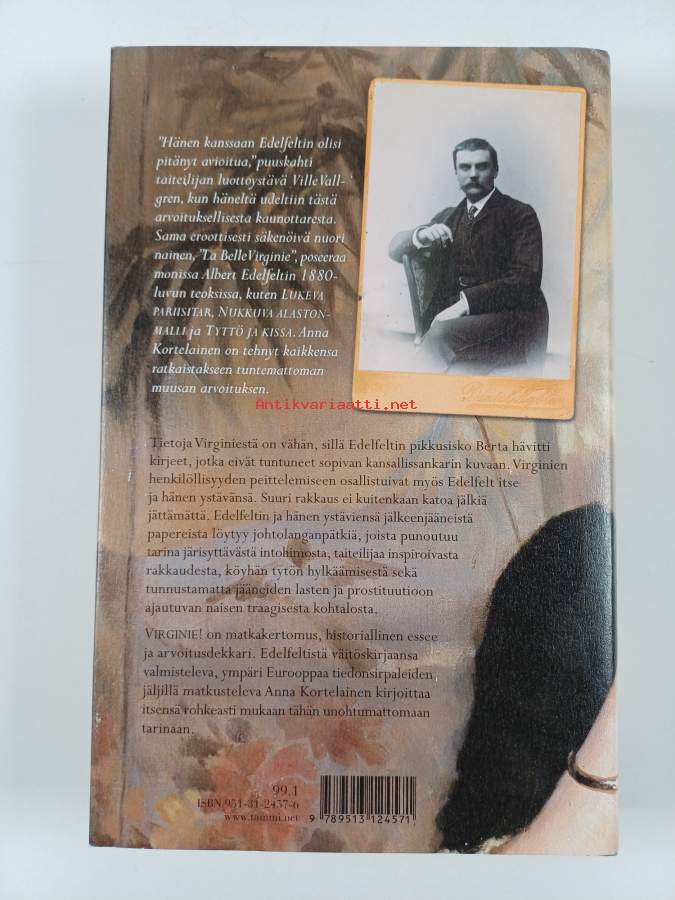 "Hänen kanssaan Edelfeltin olisi
pitänyt avioitua," puuskahti
taiteilijan luottoystävä Ville Vall-
gren, kun häneltä udeltiin tästä
arvoituksellisesta kaunottaresta.
Sama eroottisesti säkenöivä nuori
nainen, "La Belle Virginie", poseeraa
monissa Albert Edelfeltin 1880-
luvun teoksissa, kuten LUKEVA
PARIISITAR, NUKKUVA ALASTON-
MALLI ja TYTTÖ JA KISSA. Anna
Kortelainen on tehnyt kaikkensa
ratkaistakseen tuntemattoman
muusan arvoituksen.
Antikvariaatti.net
Tietoja Virginiestä on vähän, sillä Edelfeltin pikkusisko Berta hävitti
kirjeet, jotka eivät tuntuneet sopivan kansallissankarin kuvaan. Virginien
henkilöllisyyden peittelemiseen osallistuivat myös Edelfelt itse
ja hänen ystävänsä. Suuri rakkaus ei kuitenkaan katoa jälkiä
jättämättä. Edelfeltin ja hänen ystäviensä jälkeenjääneistä
papereista löytyy johtolanganpätkiä, joista punoutuu
tarina järisyttävästä intohimosta, taiteilijaa inspiroivasta
rakkaudesta, köyhän tytön hylkäämisestä sekä
tunnustamatta jääneiden lasten ja prostituutioon
ajautuvan naisen traagisesta kohtalosta.
VIRGINIE! on matkakertomus, historiallinen essee
ja arvoitusdekkari. Edelfeltistä väitöskirjaansa
valmisteleva, ympäri Eurooppaa tiedonsirpaleiden
jäljillä matkusteleva Anna Kortelainen kirjoittaa
itsensä rohkeasti mukaan tähän unohtumattomaan
tarinaan.
99.1
ISBN 951-31-2457-6
www.tammi.net
9 789513 124571